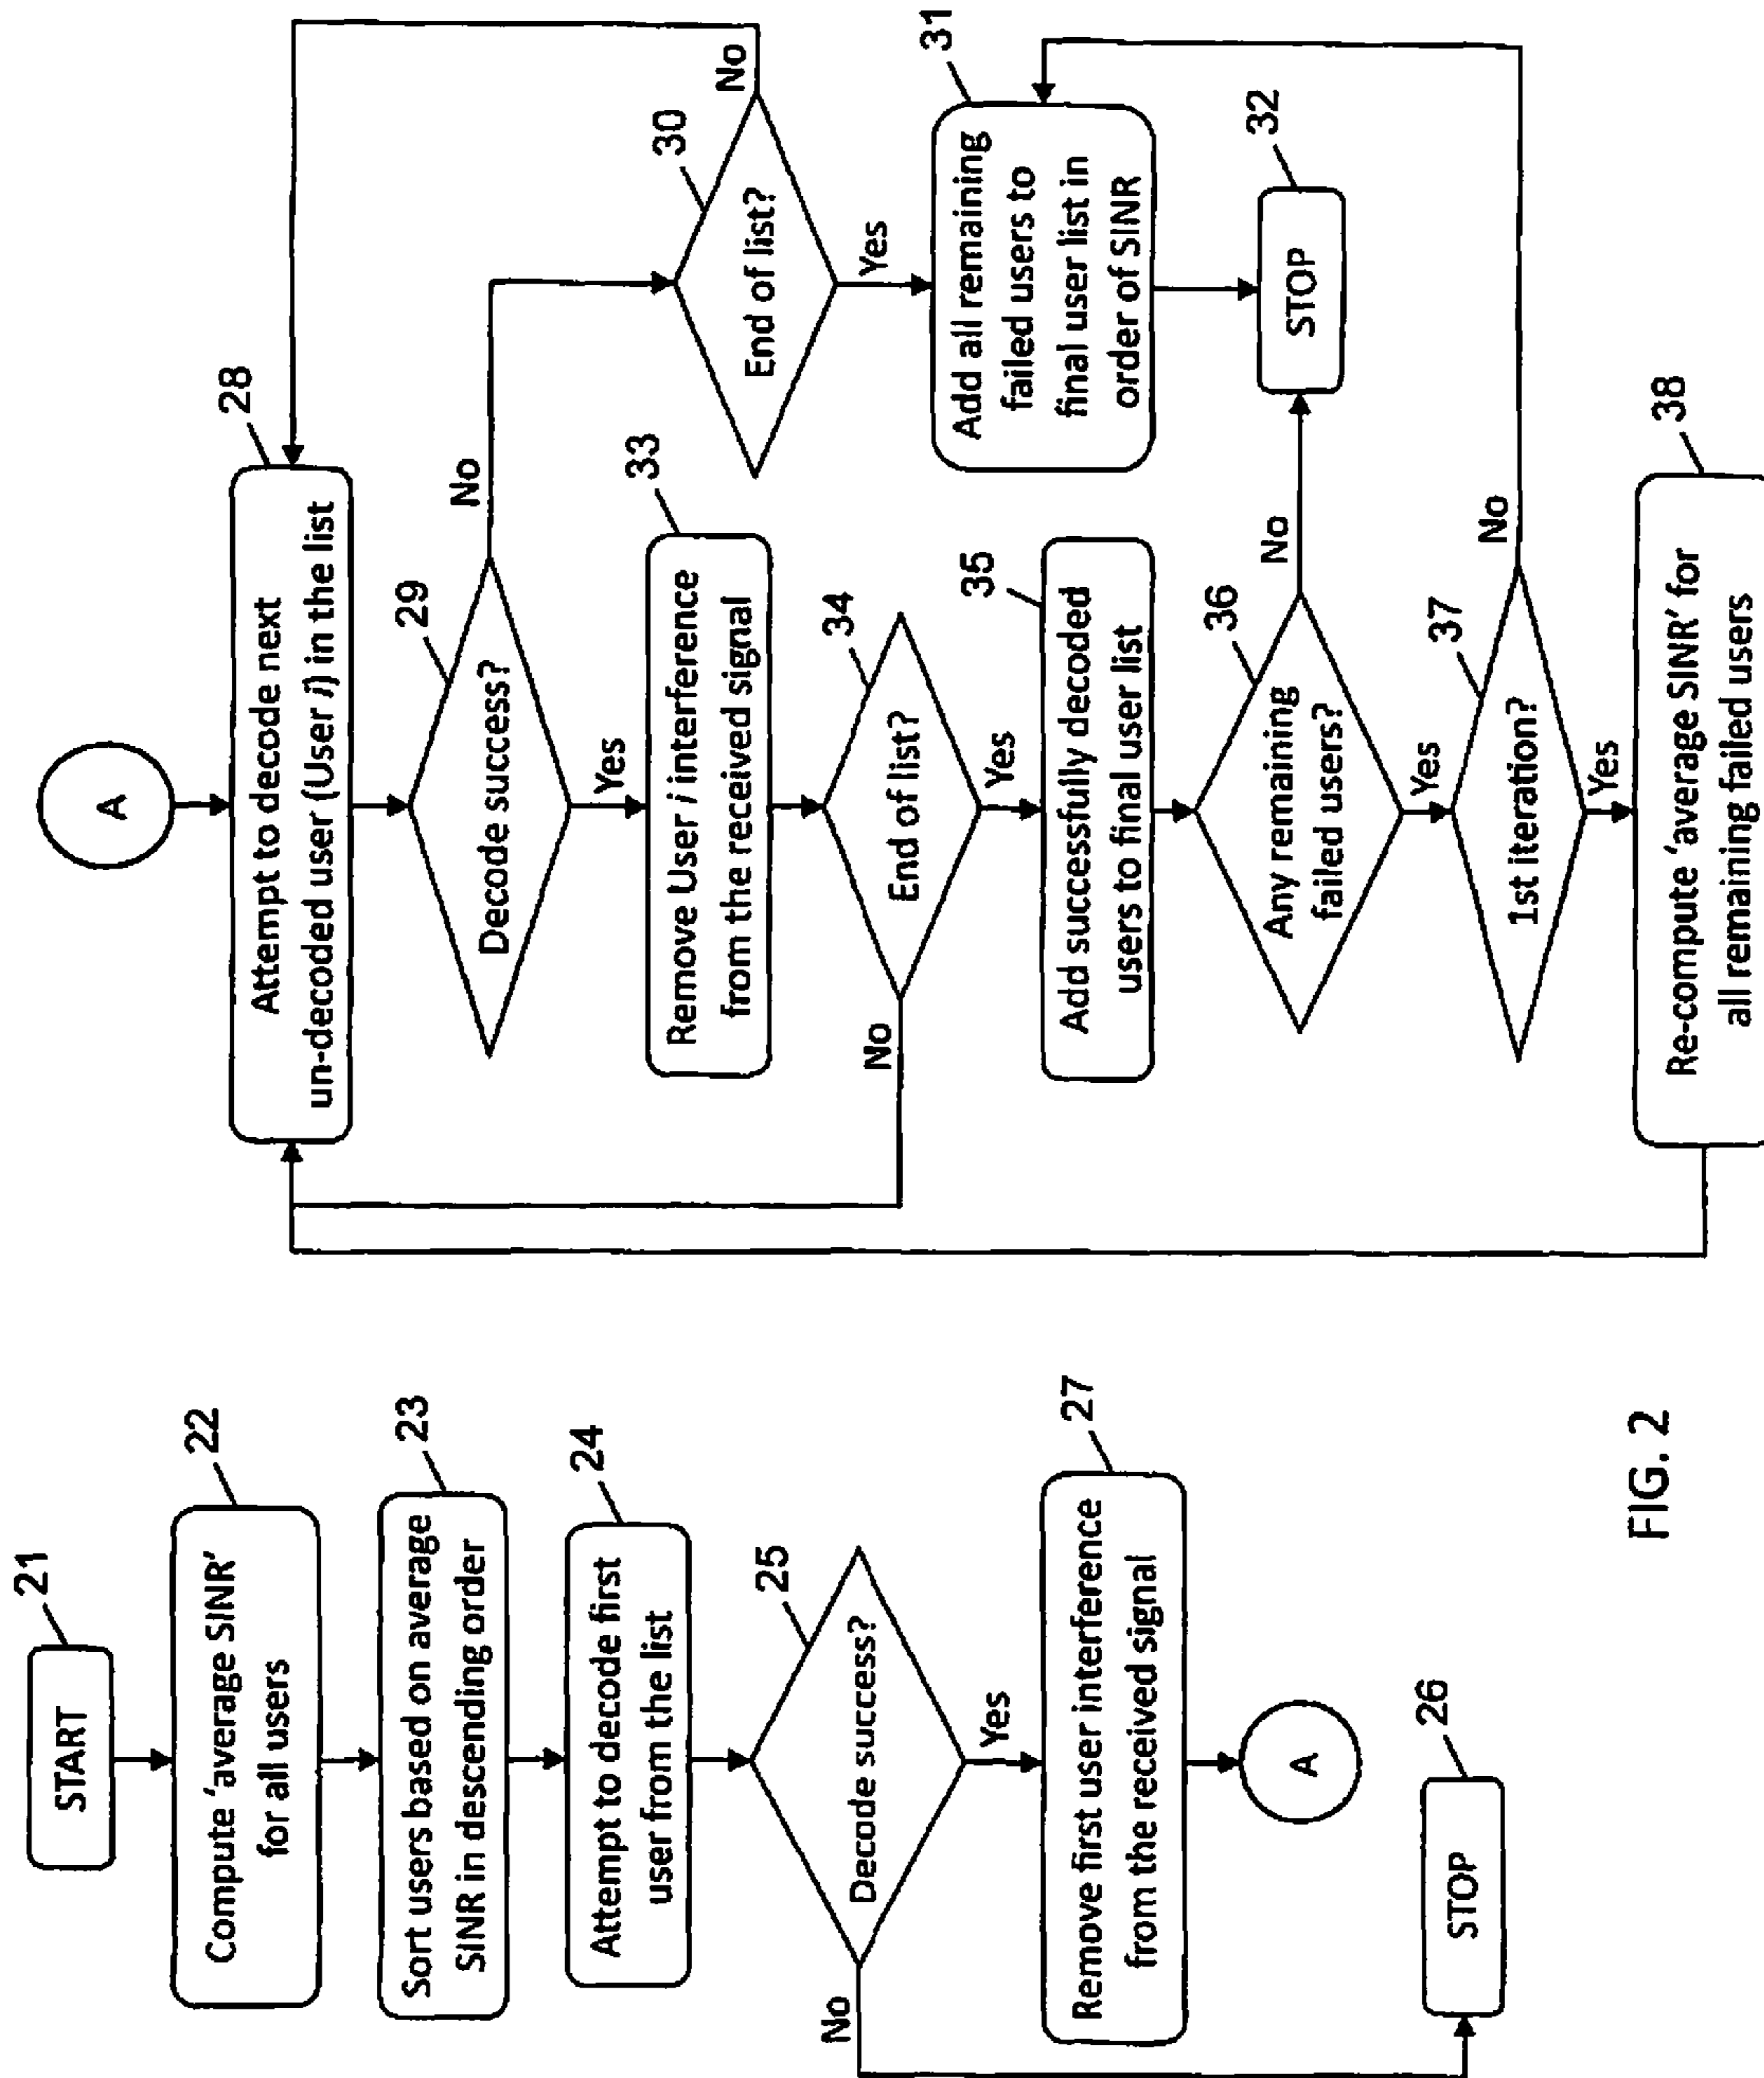 21
START
22
Compute 'average SINR'
for all users
23
Sort users based on average
SINR in descending order
24
Attempt to decode first
user from the list
25
Decode success?
No
Yes
27
Remove first user interference
from the received signal
A
26
STOP
FIG. 2
A
28
Attempt to decode next
un-decoded user (User i) in the list
29
Decode success?
No
Yes
30
End of list?
No
Yes
33
Remove User i interference
from the received signal
34
End of list?
No
Yes
31
Add all remaining
failed users to
final user list in
order of SINR
35
Add successfully decoded
users to final user list
32
STOP
36
Any remaining
failed users?
No
Yes
37
1st iteration?
No
Yes
38
Re-compute 'average SINR' for
all remaining failed users